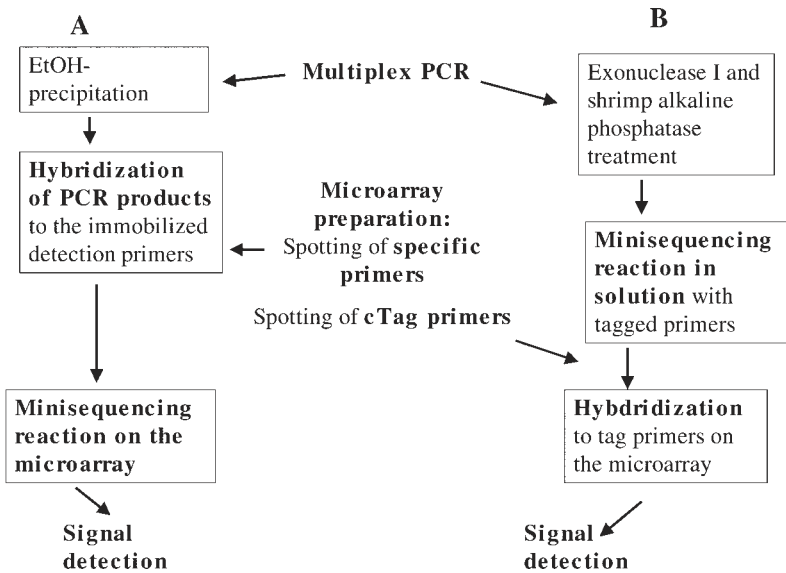 A
EtOH-
precipitation
Hybridization
of PCR products
to the immobilized
detection primers
Minisequencing
reaction on the
microarray
Signal
detection
Multiplex PCR
Microarray
preparation:
Spotting of specific
primers
Spotting of cTag primers
B
Exonuclease I and
shrimp alkaline
phosphatase
treatment
Minisequencing
reaction in
solution with
tagged primers
Hybdridization
to tag primers on
the microarray
Signal
detection